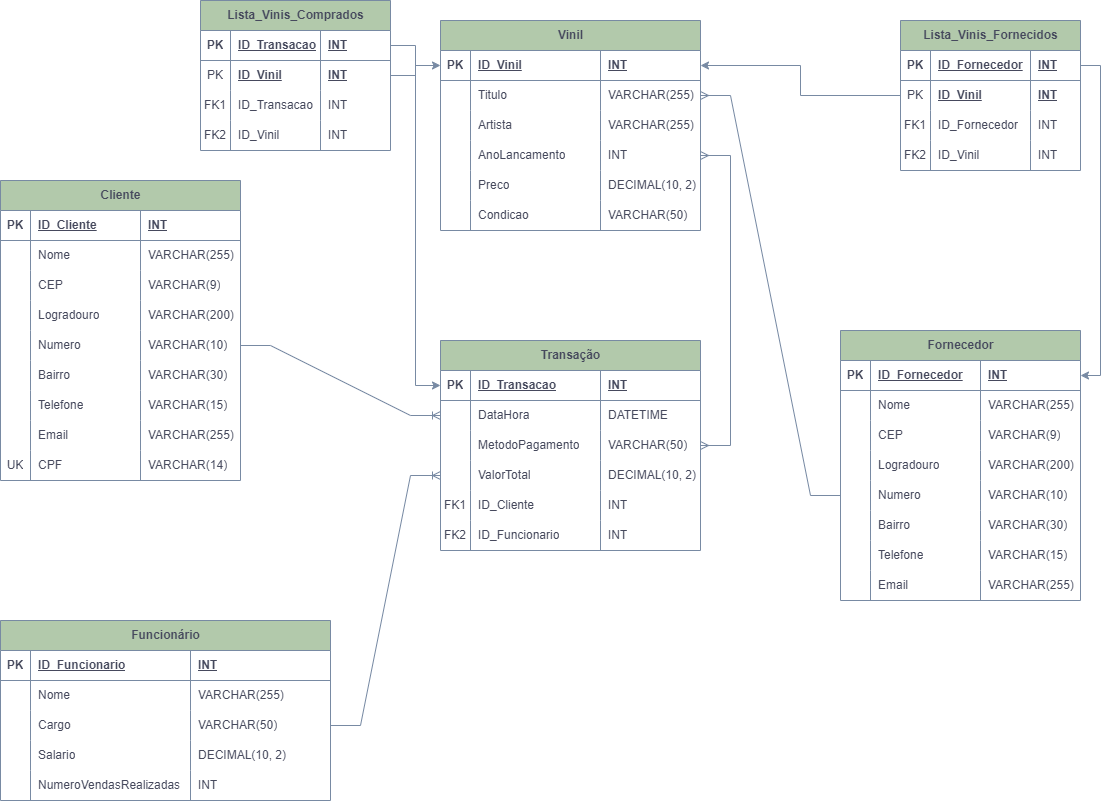 Lista_Vinis_Comprados
PK ID_Transacao INT
PK ID_Vinil INT
FK1 ID_Transacao INT
FK2 ID_Vinil INT
Vinil
PK ID_Vinil INT
Titulo VARCHAR(255)
Artista VARCHAR(255)
AnoLancamento INT
Preco DECIMAL(10, 2)
Condicao VARCHAR(50)
Lista_Vinis_Fornecidos
PK ID_Fornecedor INT
PK ID_Vinil INT
FK1 ID_Fornecedor INT
FK2 ID_Vinil INT
Cliente
PK ID_Cliente INT
Nome VARCHAR(255)
CEP VARCHAR(9)
Logradouro VARCHAR(200)
Numero VARCHAR(10)
Bairro VARCHAR(30)
Telefone VARCHAR(15)
Email VARCHAR(255)
UK CPF VARCHAR(14)
Transação
PK ID_Transacao INT
DataHora DATETIME
MetodoPagamento VARCHAR(50)
ValorTotal DECIMAL(10, 2)
FK1 ID_Cliente INT
FK2 ID_Funcionario INT
Fornecedor
PK ID_Fornecedor INT
Nome VARCHAR(255)
CEP VARCHAR(9)
Logradouro VARCHAR(200)
Numero VARCHAR(10)
Bairro VARCHAR(30)
Telefone VARCHAR(15)
Email VARCHAR(255)
Funcionário
PK ID_Funcionario INT
Nome VARCHAR(255)
Cargo VARCHAR(50)
Salario DECIMAL(10, 2)
NumeroVendasRealizadas INT